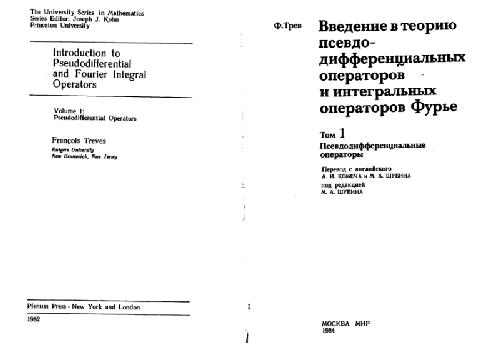 The University Series in Mathematics
Series Editor: Joseph J. Kohn
Princeton University
Introduction to
Pseudodifferential
and Fourier Integral
Operators
Volume 1:
Pseudodifferential Operators
François Treves
Rutgers University
New Brunswick, New Jersey
Plenum Press · New York and London
1982
Ф. Трев
Введение в теорию
псевдо-
дифференциальных
операторов
и интегральных
операторов Фурье
Том 1
Псевдодифференциальные
операторы
Перевод с английского
А. И. КОМЕЧА и М. А. ШУБИНА
под редакцией
М. А. ШУБИНА
МОСКВА МИР
1984